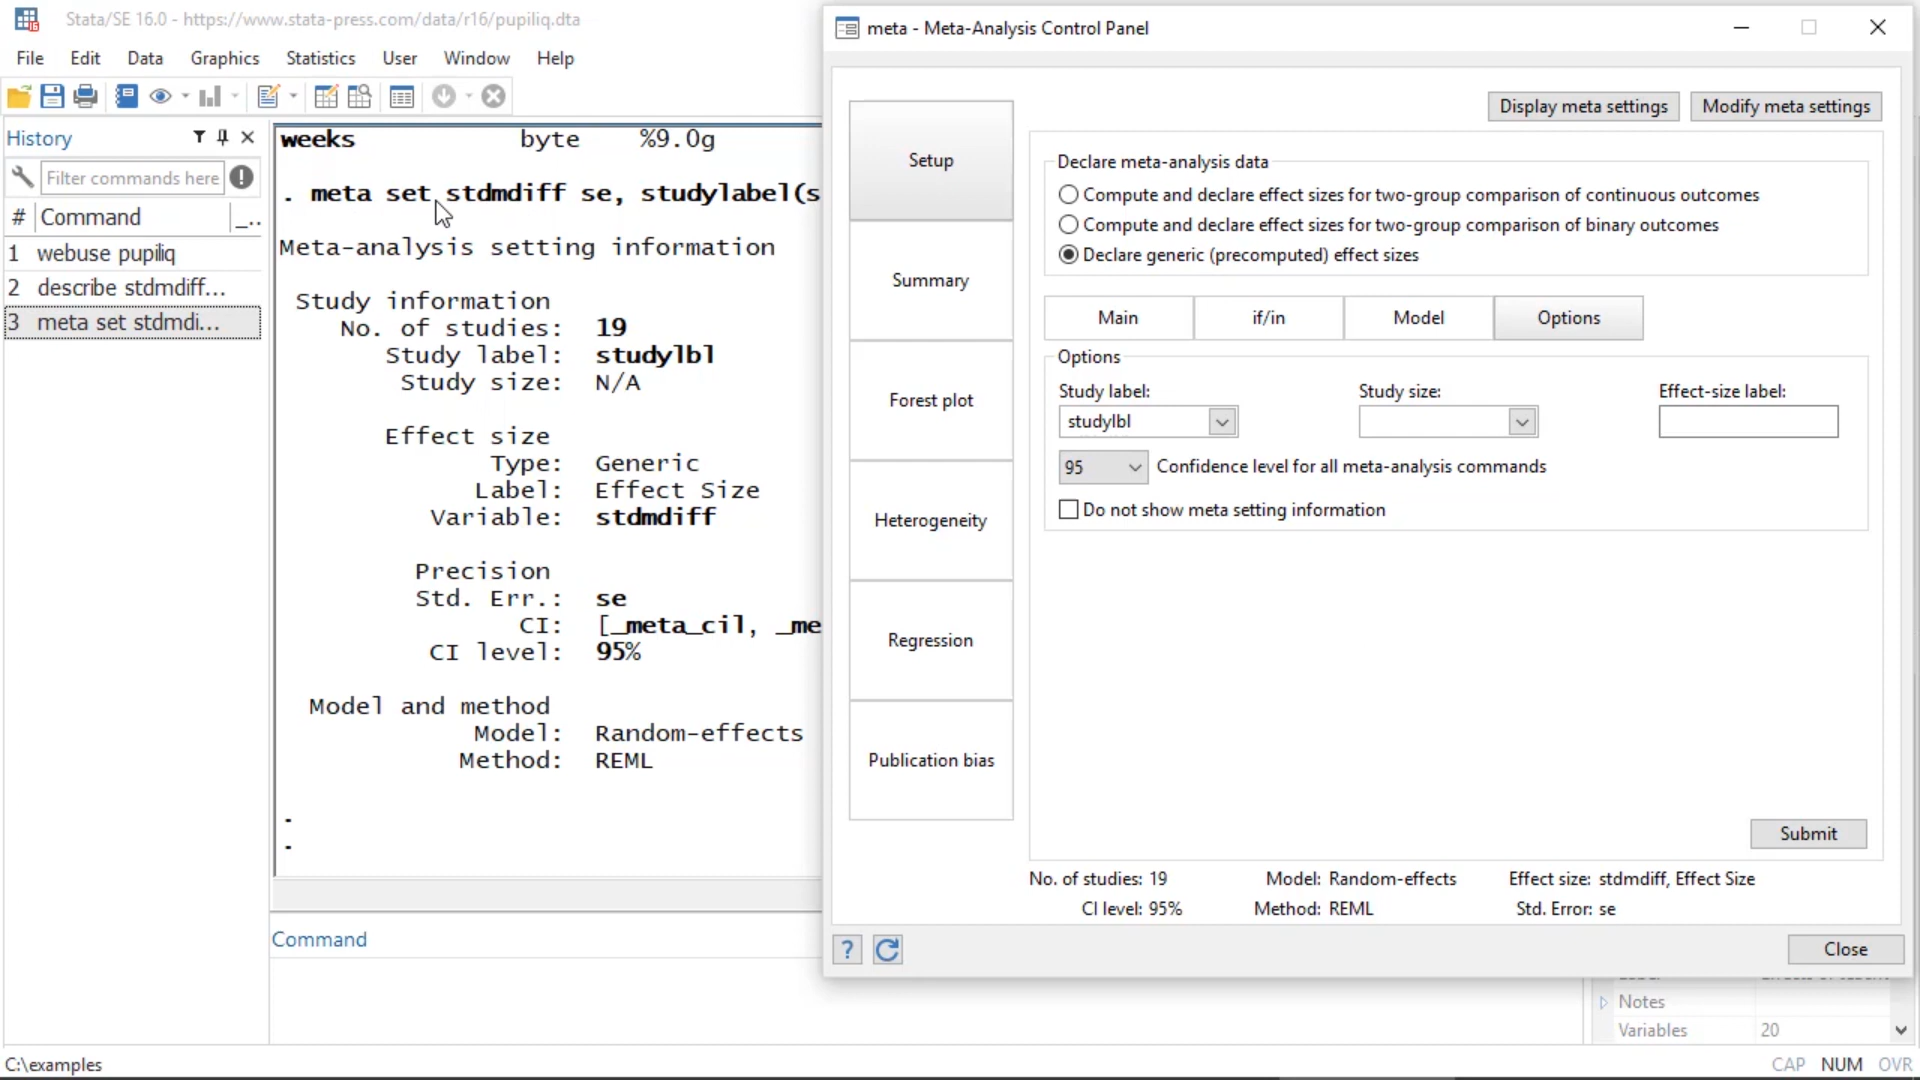 Stata/SE 16.0 - https://www.stata-press.com/data/r16/pupiliq.dta
File Edit Data Graphics Statistics User Window Help
History
Filter commands here
# Command _..
1 webuse pupiliq
2 describe stdmdiff...
3 meta set stdmdi...
weeks byte %9.0g
. meta set stdmdiff se, studylabel(s
Meta-analysis setting information
Study information
No. of studies: 19
Study label: studylbl
Study size: N/A
Effect size
Type: Generic
Label: Effect Size
Variable: stdmdiff
Precision
Std. Err.: se
CI: [_meta_cil, _me
CI level: 95%
Model and method
Model: Random-effects
Method: REML
.
.
Command
meta - Meta-Analysis Control Panel
Display meta settings Modify meta settings
Setup
Summary
Forest plot
Heterogeneity
Regression
Publication bias
Declare meta-analysis data
Compute and declare effect sizes for two-group comparison of continuous outcomes
Compute and declare effect sizes for two-group comparison of binary outcomes
Declare generic (precomputed) effect sizes
Main if/in Model Options
Options
Study label: Study size: Effect-size label:
studylbl
95 Confidence level for all meta-analysis commands
Do not show meta setting information
Submit
No. of studies: 19 Model: Random-effects Effect size: stdmdiff, Effect Size
CI level: 95% Method: REML Std. Error: se
? Close
Notes
Variables 20
C:\examples CAP NUM OVR